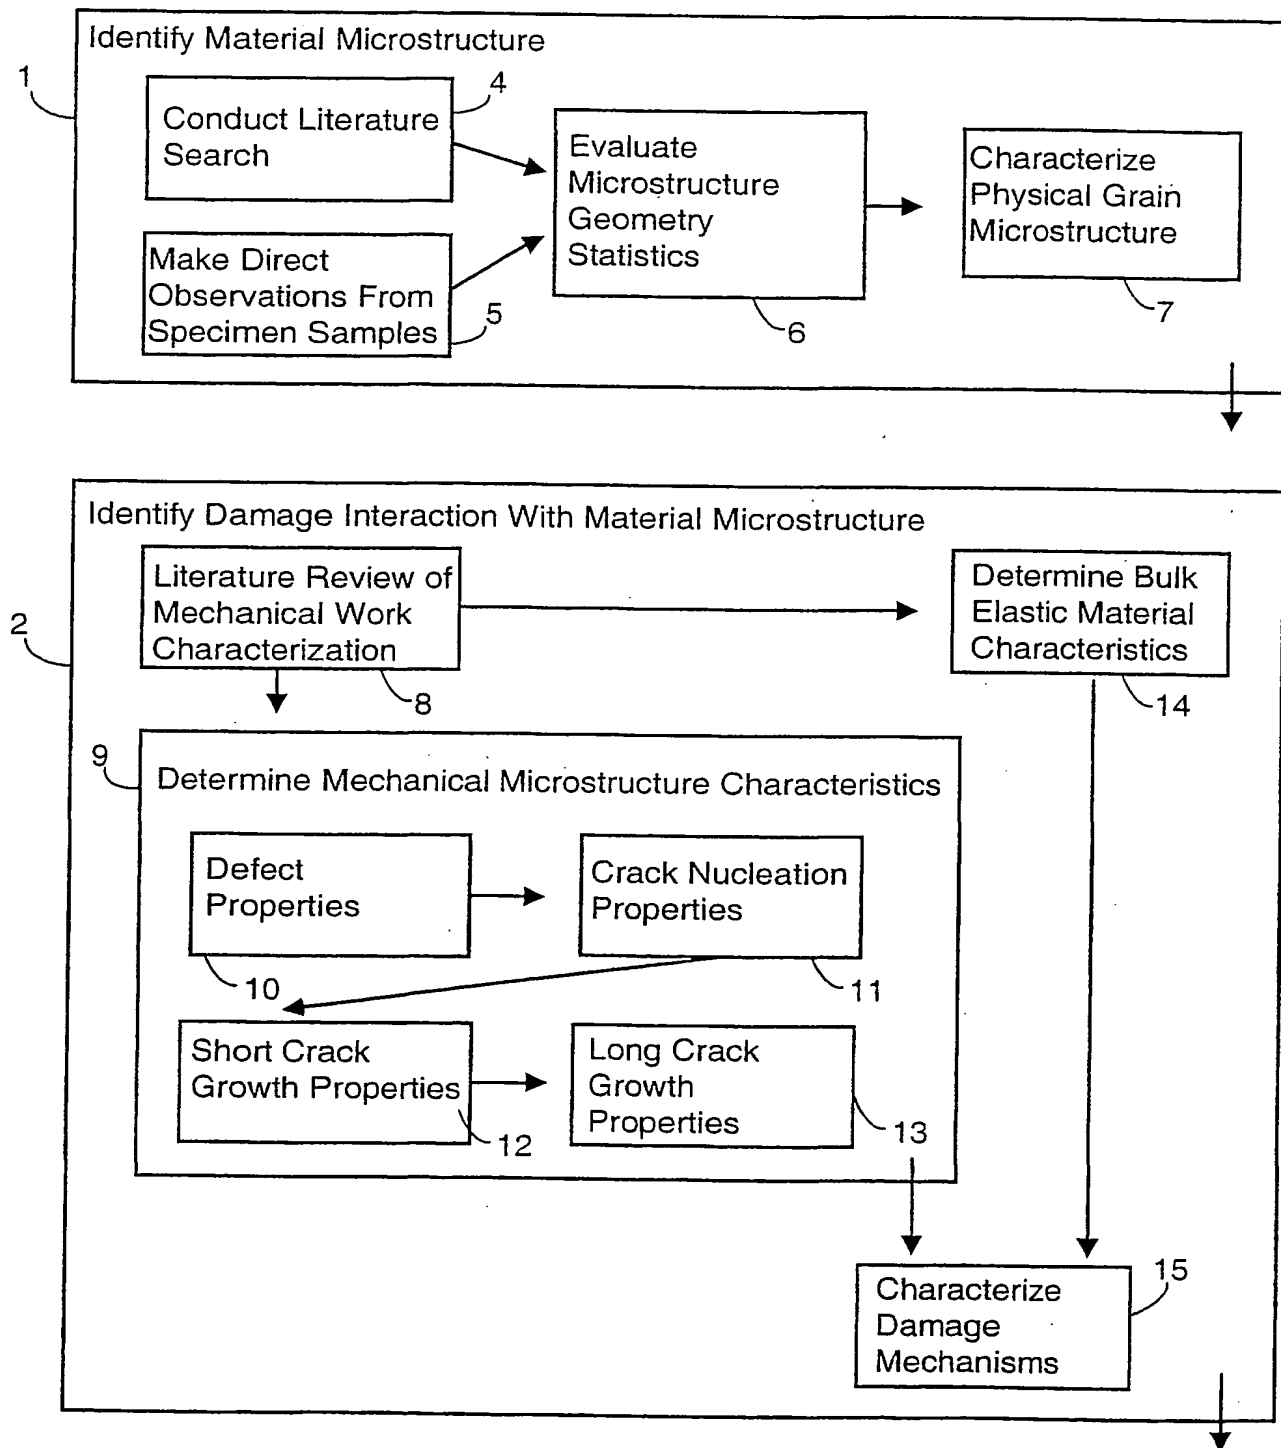 Identify Material Microstructure
1
4
Conduct Literature
Search
Evaluate
Microstructure
Geometry
Statistics
6
Characterize
Physical Grain
Microstructure
7
Make Direct
Observations From
Specimen Samples
5
Identify Damage Interaction With Material Microstructure
2
Literature Review of
Mechanical Work
Characterization
8
Determine Bulk
Elastic Material
Characteristics
14
9
Determine Mechanical Microstructure Characteristics
Defect
Properties
10
Crack Nucleation
Properties
11
Short Crack
Growth Properties
12
Long Crack
Growth
Properties
13
Characterize
Damage
Mechanisms
15